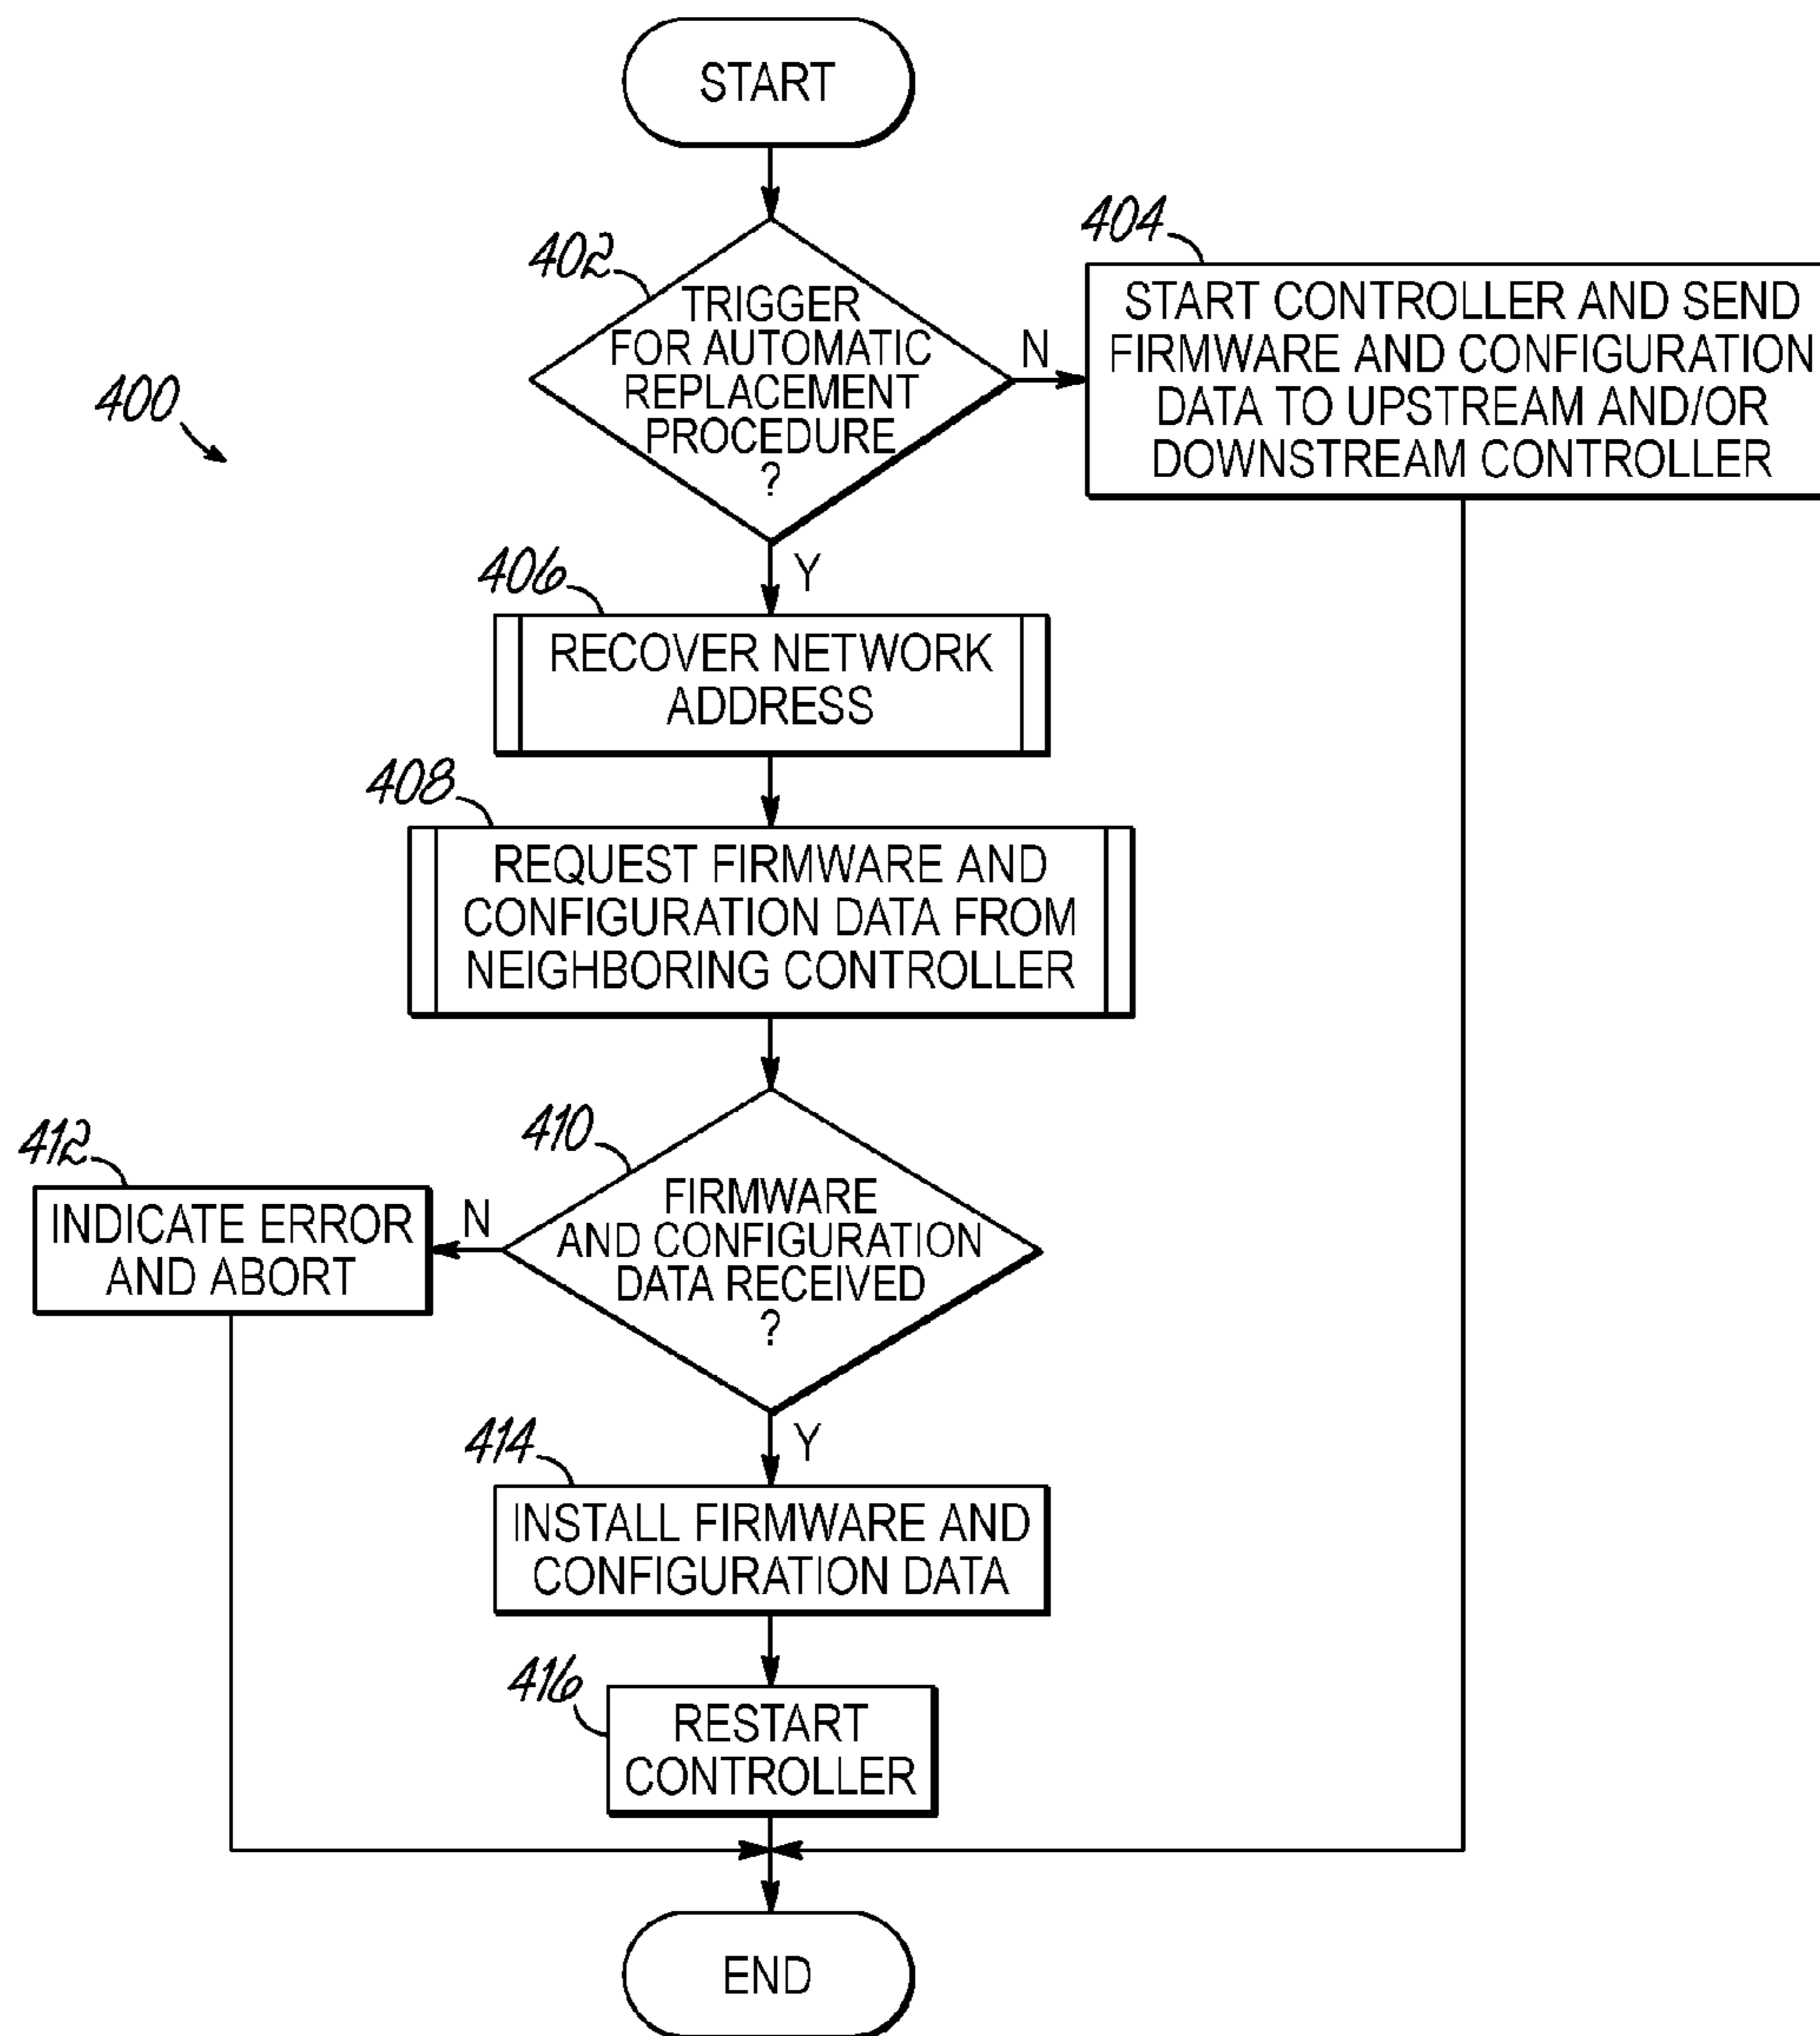 START
402
TRIGGER
FOR AUTOMATIC
REPLACEMENT
PROCEDURE
?
N
404
START CONTROLLER AND SEND
FIRMWARE AND CONFIGURATION
DATA TO UPSTREAM AND/OR
DOWNSTREAM CONTROLLER
400
Y
406
RECOVER NETWORK
ADDRESS
408
REQUEST FIRMWARE AND
CONFIGURATION DATA FROM
NEIGHBORING CONTROLLER
410
FIRMWARE
AND CONFIGURATION
DATA RECEIVED
?
N
412
INDICATE ERROR
AND ABORT
Y
414
INSTALL FIRMWARE AND
CONFIGURATION DATA
416
RESTART
CONTROLLER
END